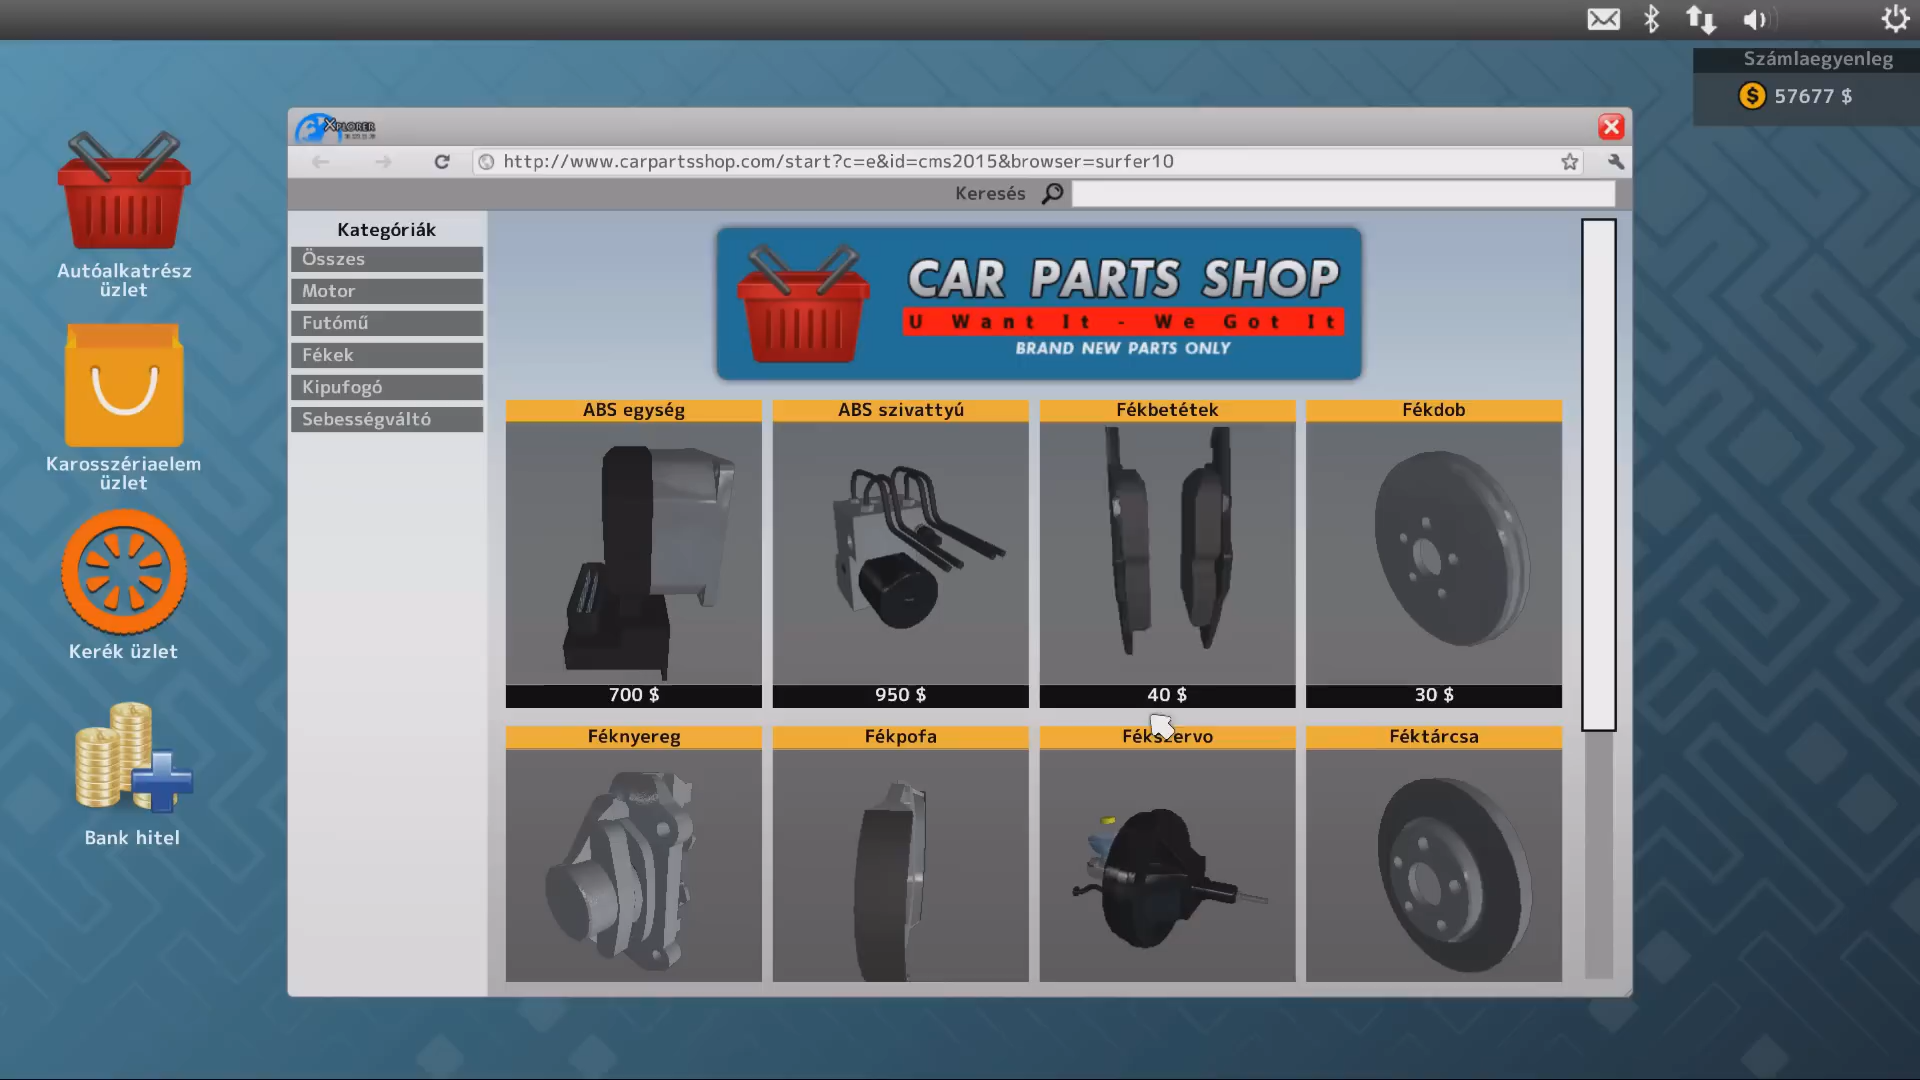 Számlaegyenleg
57677 $
XPLORER
http://www.carpartsshop.com/start?c=e&id=cms2015&browser=surfer10
Keresés
Kategóriák
Összes
Motor
Futómű
Fékek
Kipufogó
Sebességváltó
CAR PARTS SHOP
U Want It - We Got It
BRAND NEW PARTS ONLY
ABS egység
ABS szivattyú
Fékbetétek
Fékdob
700 $
950 $
40 $
30 $
Féknyereg
Fékpofa
Fékszervo
Féktárcsa
Autóalkatrész
üzlet
Karosszériaelem
üzlet
Kerék üzlet
Bank hitel